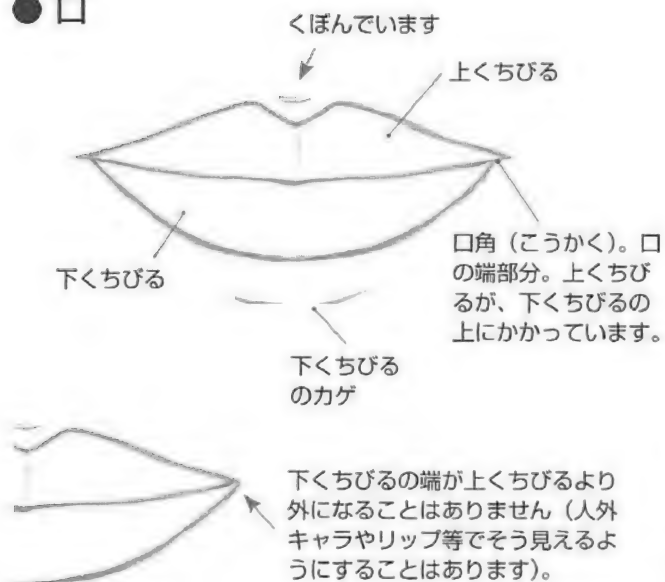 ● 口
くぼんでいます
上くちびる
口角（こうかく）。口
の端部分。上くちび
るが、下くちびるの
上にかかっています。
下くちびる
下くちびる
のカゲ
下くちびるの端が上くちびるより
外になることはありません（人外
キャラやリップ等でそう見えるよ
うにすることはあります）。